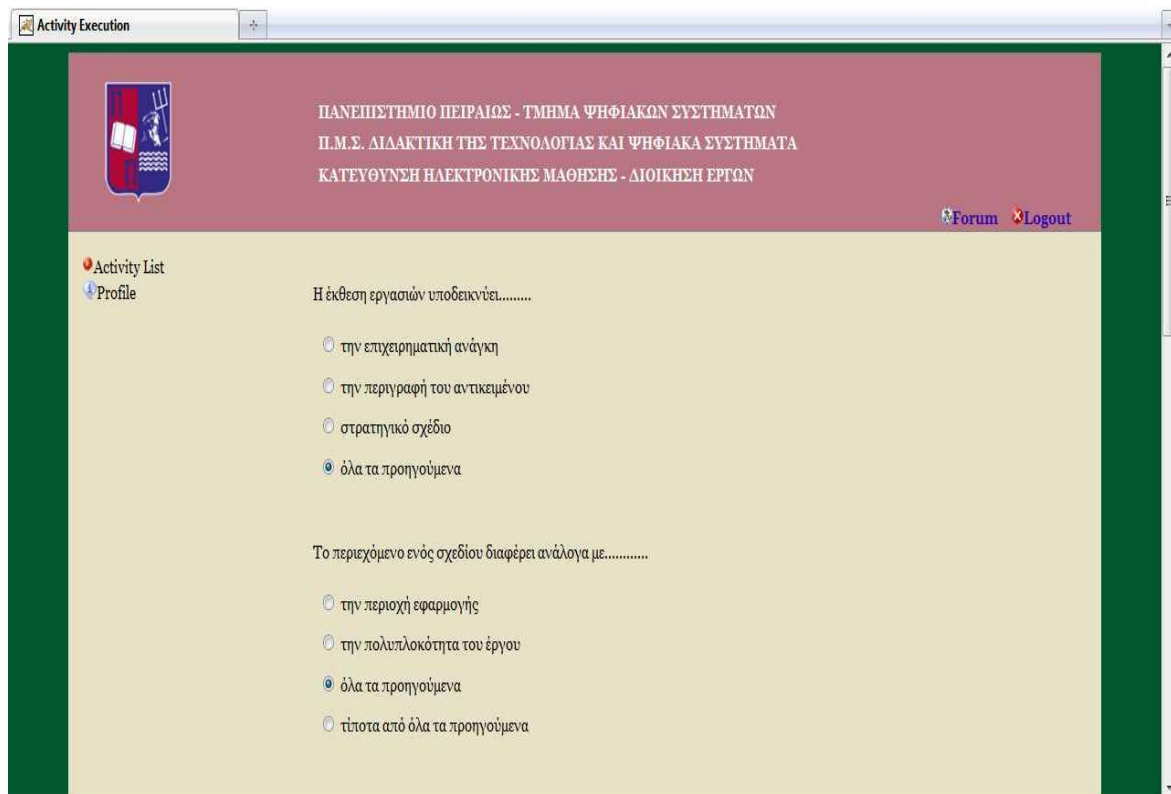 Activity Execution
ΠΑΝΕΠΙΣΤΗΜΙΟ ΠΕΙΡΑΙΩΣ - ΤΜΗΜΑ ΨΗΦΙΑΚΩΝ ΣΥΣΤΗΜΑΤΩΝ
Π.Μ.Σ. ΔΙΔΑΚΤΙΚΗ ΤΗΣ ΤΕΧΝΟΛΟΓΙΑΣ ΚΑΙ ΨΗΦΙΑΚΑ ΣΥΣΤΗΜΑΤΑ
ΚΑΤΕΥΘΥΝΣΗ ΗΛΕΚΤΡΟΝΙΚΗΣ ΜΑΘΗΣΗΣ - ΔΙΟΙΚΗΣΗ ΕΡΓΩΝ
Forum Logout
Activity List
Profile
Η έκθεση εργασιών υποδεικνύει.........
την επιχειρηματική ανάγκη
την περιγραφή του αντικειμένου
στρατηγικό σχέδιο
όλα τα προηγούμενα
Το περιεχόμενο ενός σχεδίου διαφέρει ανάλογα με............
την περιοχή εφαρμογής
την πολυπλοκότητα του έργου
όλα τα προηγούμενα
τίποτα από όλα τα προηγούμενα